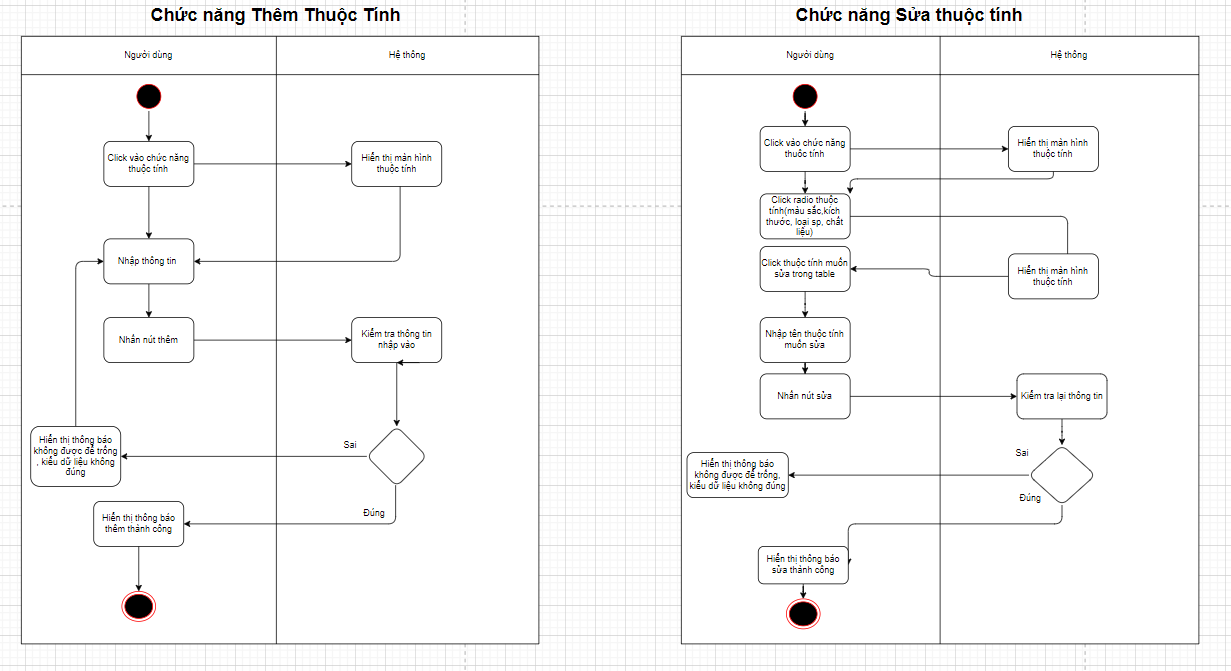 Chức năng Thêm Thuộc Tính
Người dùng
Hệ thống
Click vào chức năng
thuộc tính
Hiển thị màn hình
thuộc tính
Nhập thông tin
Nhấn nút thêm
Kiểm tra thông tin
nhập vào
Sai
Hiển thị thông báo
không được để trống
, kiểu dữ liệu không
đúng
Đúng
Hiển thị thông báo
thêm thành công
Chức năng Sửa thuộc tính
Người dùng
Hệ thống
Click vào chức năng
thuộc tính
Hiển thị màn hình
thuộc tính
Click radio thuộc
tính(màu sắc,kích
thước, loại sp, chất
liệu)
Click thuộc tính muốn
sửa trong table
Hiển thị màn hình
thuộc tính
Nhập tên thuộc tính
muốn sửa
Nhấn nút sửa
Kiểm tra lại thông tin
Sai
Hiển thị thông báo
không được để trống,
kiểu dữ liệu không đúng
Đúng
Hiển thị thông báo
sửa thành công